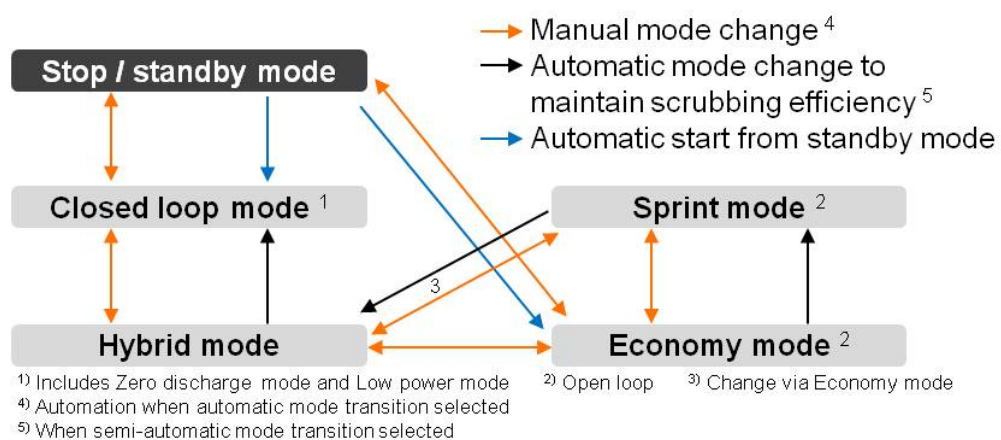 Manual mode change 4
Stop / standby mode
Automatic mode change to
maintain scrubbing efficiency 5
Automatic start from standby mode
Closed loop mode 1
Sprint mode 2
3
Hybrid mode
Economy mode 2
1) Includes Zero discharge mode and Low power mode 2) Open loop 3) Change via Economy mode
4) Automation when automatic mode transition selected
5) When semi-automatic mode transition selected